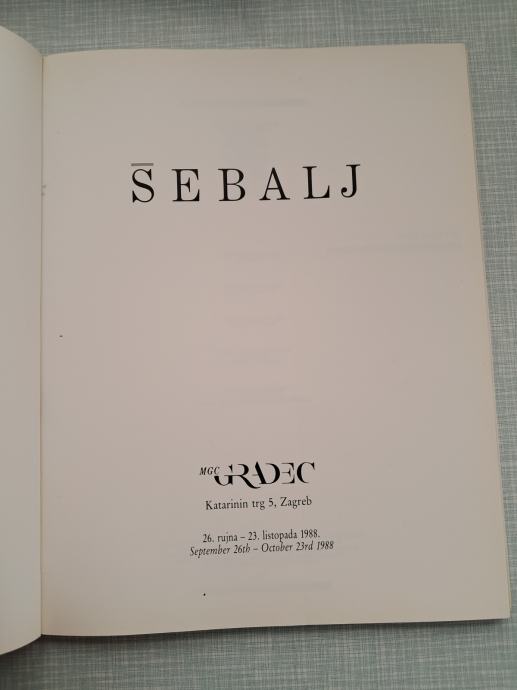 ŠEBALJ
MGC GRADEC
Katarinin trg 5, Zagreb
26. rujna – 23. listopada 1988.
September 26th – October 23rd 1988